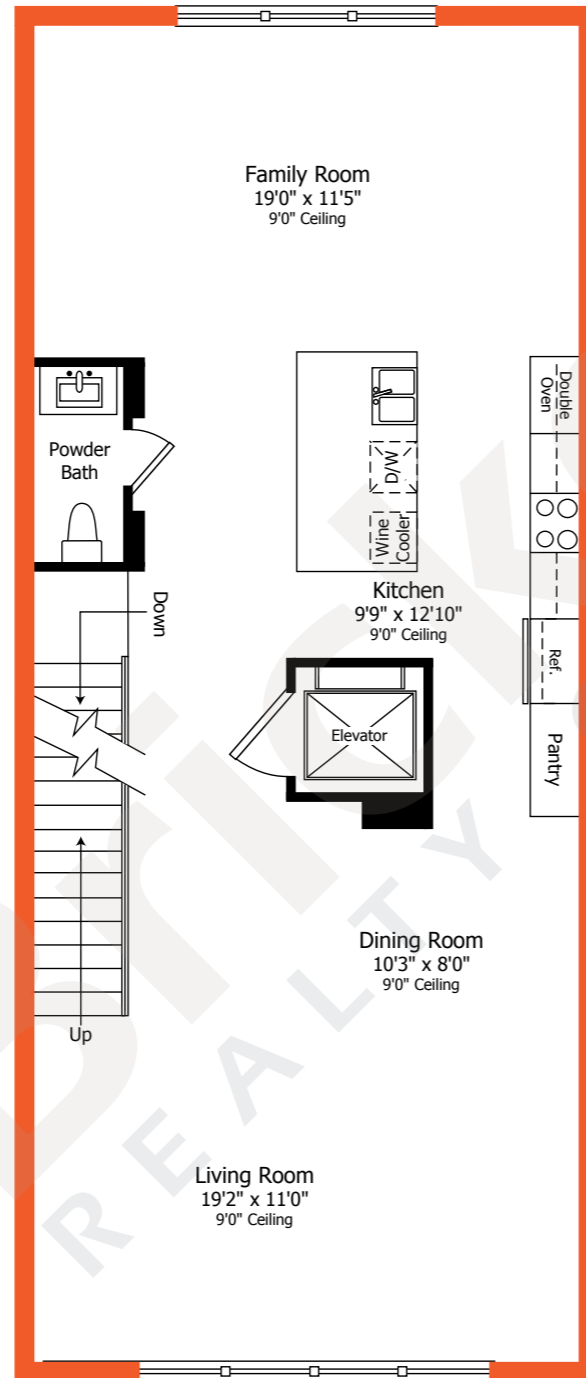 Family Room
19'0" x 11'5"
9'0" Ceiling
Double
Oven
Powder
Bath
D/W
Wine
Cooler
Kitchen
9'9" x 12'10"
9'0" Ceiling
Down
Ref.
Elevator
Pantry
Dining Room
10'3" x 8'0"
9'0" Ceiling
Up
Living Room
19'2" x 11'0"
9'0" Ceiling
REALTY